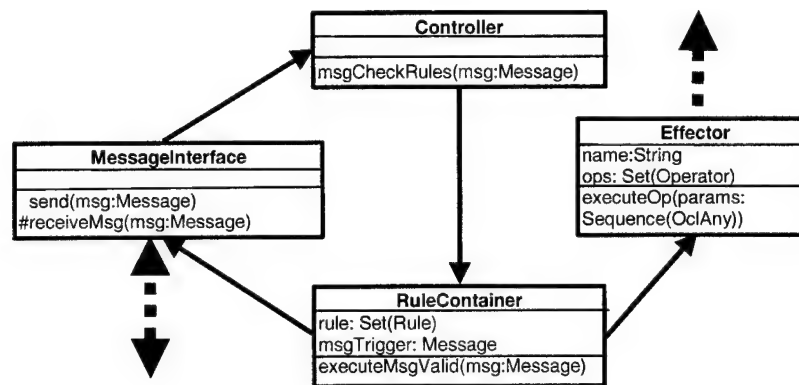 Controller
msgCheckRules(msg:Message)
MessageInterface
send(msg:Message)
#receiveMsg(msg:Message)
Effector
name:String
ops: Set(Operator)
executeOp(params:
Sequence(OclAny))
RuleContainer
rule: Set(Rule)
msgTrigger: Message
executeMsgValid(msg:Message)